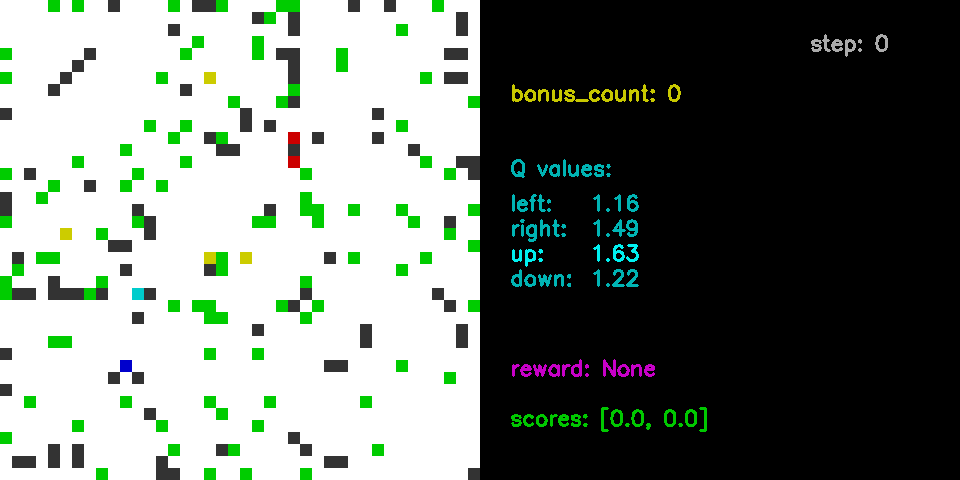 step: 0
bonus_count: 0
Q values:
left: 1.16
right: 1.49
up: 1.63
down: 1.22
reward: None
scores: [0.0, 0.0]